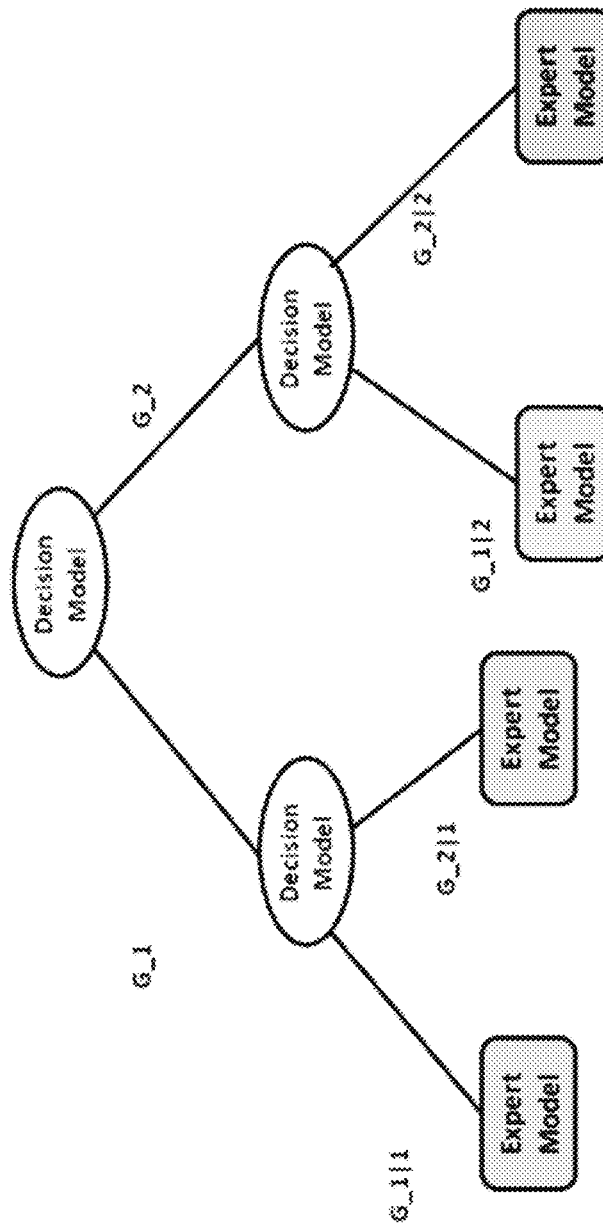 Decision
Model
G_1
G_2
Decision
Model
Decision
Model
G_1|1
G_2|1
G_1|2
G_2|2
Expert
Model
Expert
Model
Expert
Model
Expert
Model